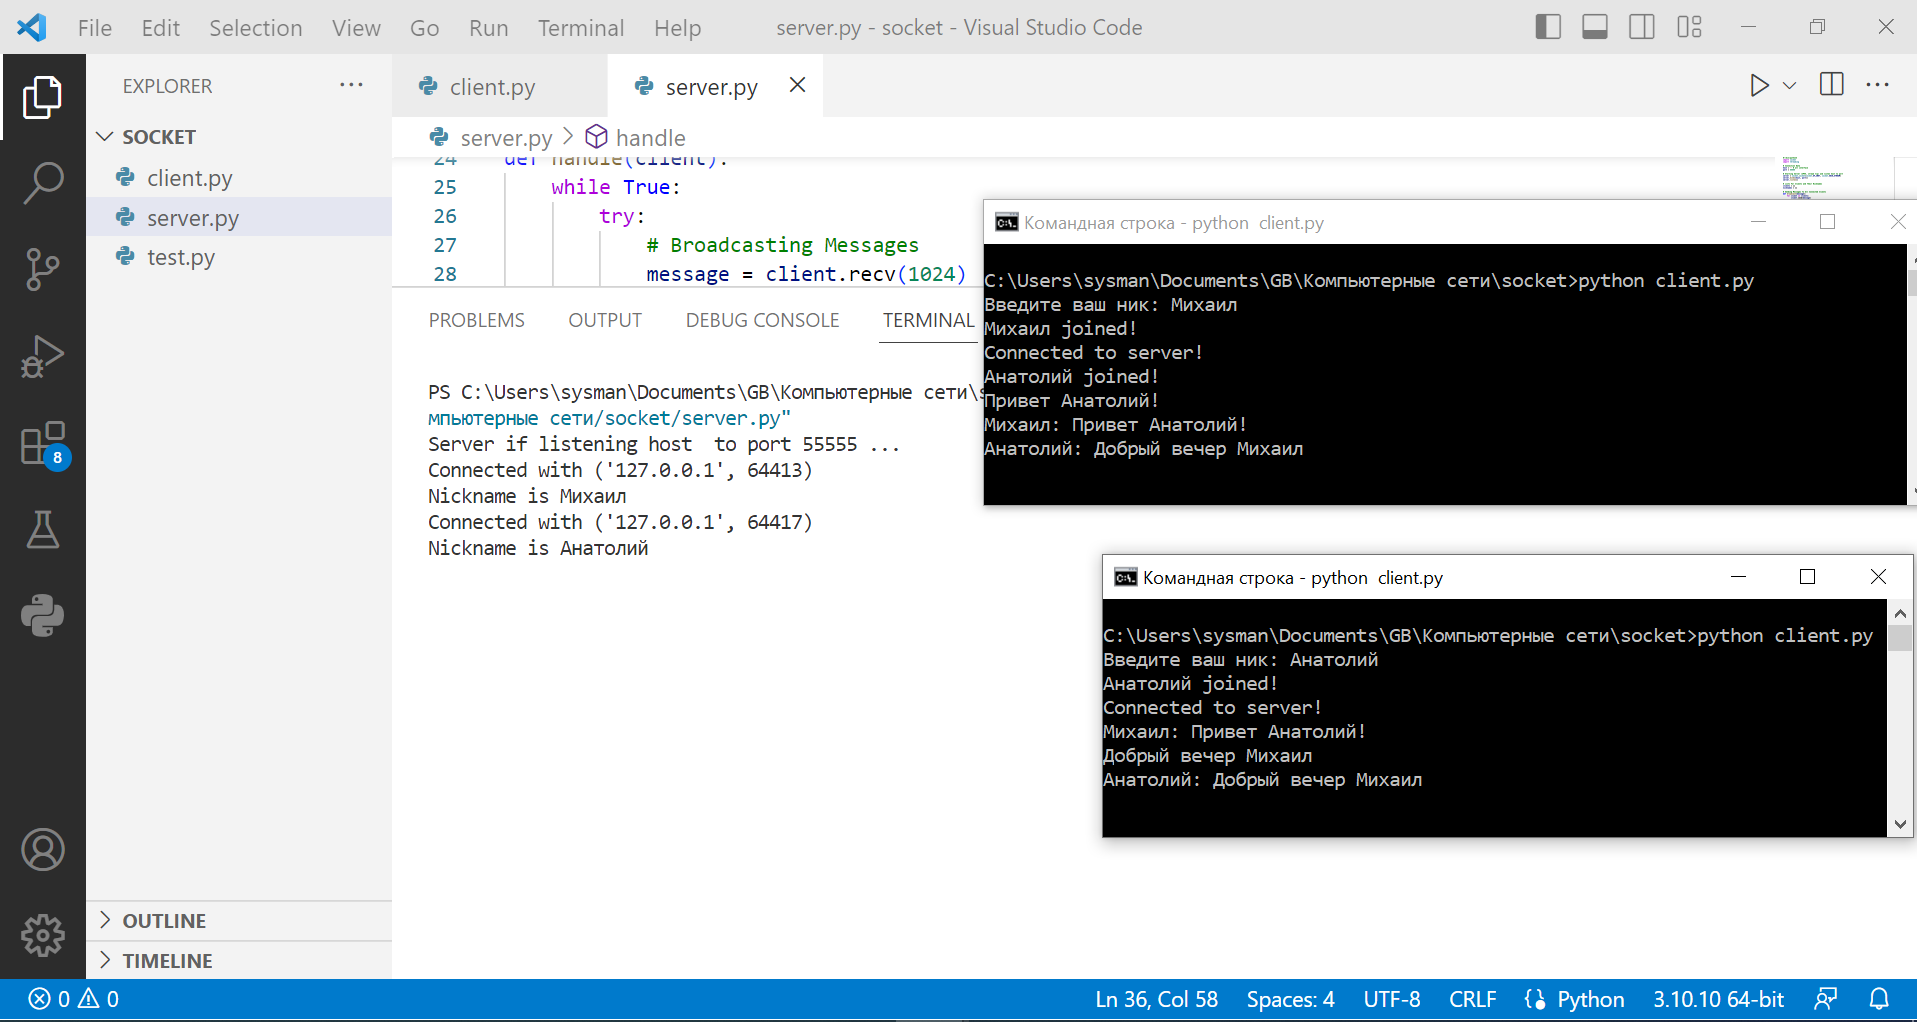 File Edit Selection View Go Run Terminal Help server.py - socket - Visual Studio Code
EXPLORER
SOCKET
client.py
server.py
test.py
OUTLINE
TIMELINE
8
client.py server.py
server.py > handle
24 def handle(client):
25 while True:
26 try:
27 # Broadcasting Messages
28 message = client.recv(1024)
PROBLEMS OUTPUT DEBUG CONSOLE TERMINAL
PS C:\Users\sysman\Documents\GB\Компьютерные сети\
мпьютерные сети/socket/server.py"
Server if listening host  to port 55555 ...
Connected with ('127.0.0.1', 64413)
Nickname is Михаил
Connected with ('127.0.0.1', 64417)
Nickname is Анатолий
Командная строка - python  client.py
C:\Users\sysman\Documents\GB\Компьютерные сети\socket>python client.py
Введите ваш ник: Михаил
Михаил joined!
Connected to server!
Анатолий joined!
Привет Анатолий!
Михаил: Привет Анатолий!
Анатолий: Добрый вечер Михаил
Командная строка - python  client.py
C:\Users\sysman\Documents\GB\Компьютерные сети\socket>python client.py
Введите ваш ник: Анатолий
Анатолий joined!
Connected to server!
Михаил: Привет Анатолий!
Добрый вечер Михаил
Анатолий: Добрый вечер Михаил
0 0 Ln 36, Col 58 Spaces: 4 UTF-8 CRLF Python 3.10.10 64-bit